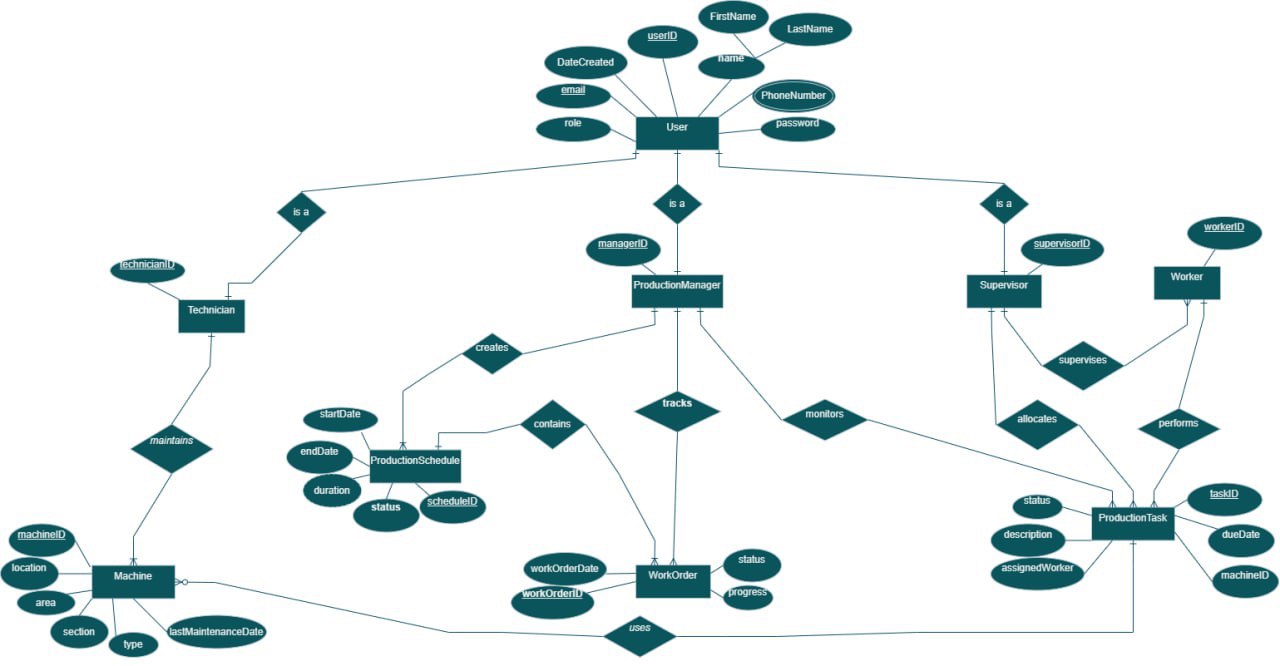 FirstName
LastName
userID
name
DateCreated
email
PhoneNumber
role
password
User
is a
is a
is a
workerID
managerID
supervisorID
technicianID
Worker
ProductionManager
Supervisor
Technician
creates
supervises
startDate
tracks
monitors
allocates
contains
performs
maintains
endDate
ProductionSchedule
duration
status
scheduleID
taskID
status
ProductionTask
description
dueDate
assignedWorker
machineID
machineID
location
Machine
area
section
type
lastMaintenanceDate
workOrderDate
WorkOrder
status
workOrderID
progress
uses